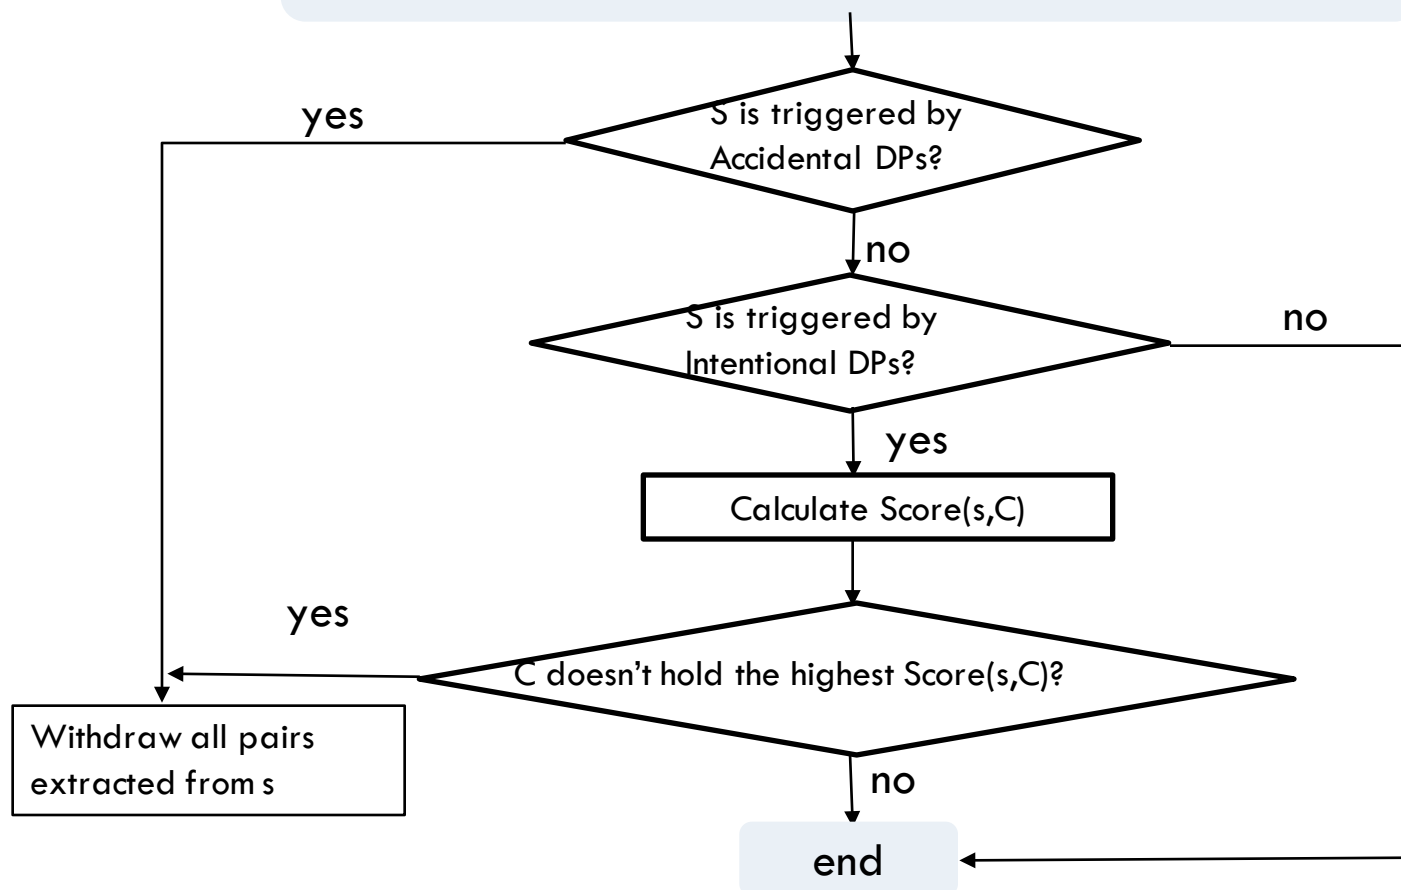 yes
S is triggered by
Accidental DPs?
no
S is triggered by
Intentional DPs?
no
yes
Calculate Score(s,C)
yes
C doesn't hold the highest Score(s,C)?
Withdraw all pairs
extracted from s
no
end